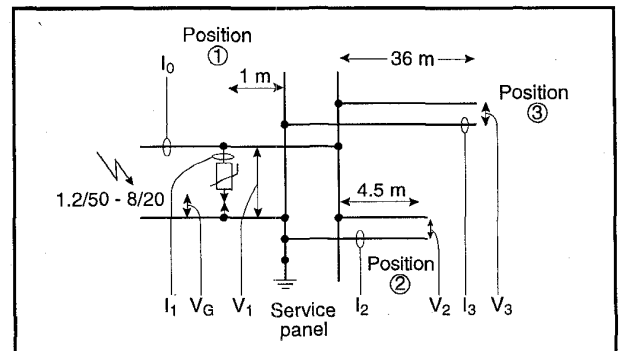 Position
①
I₀
1 m
36 m
Position
③
1.2/50 - 8/20
4.5 m
Position
②
I₁ V_G V₁ Service panel I₂ V₂ I₃ V₃